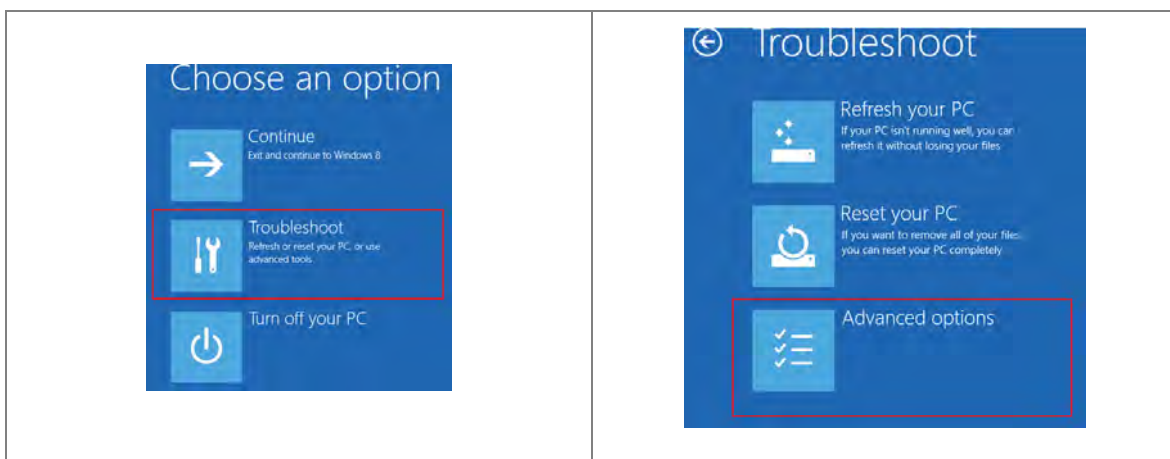 Choose an option
Continue
Exit and continue to Windows 8
Troubleshoot
Refresh or reset your PC, or use
advanced tools
Turn off your PC
Troubleshoot
Refresh your PC
If your PC isn't running well, you can
refresh it without losing your files
Reset your PC
If you want to remove all of your files,
you can reset your PC completely
Advanced options